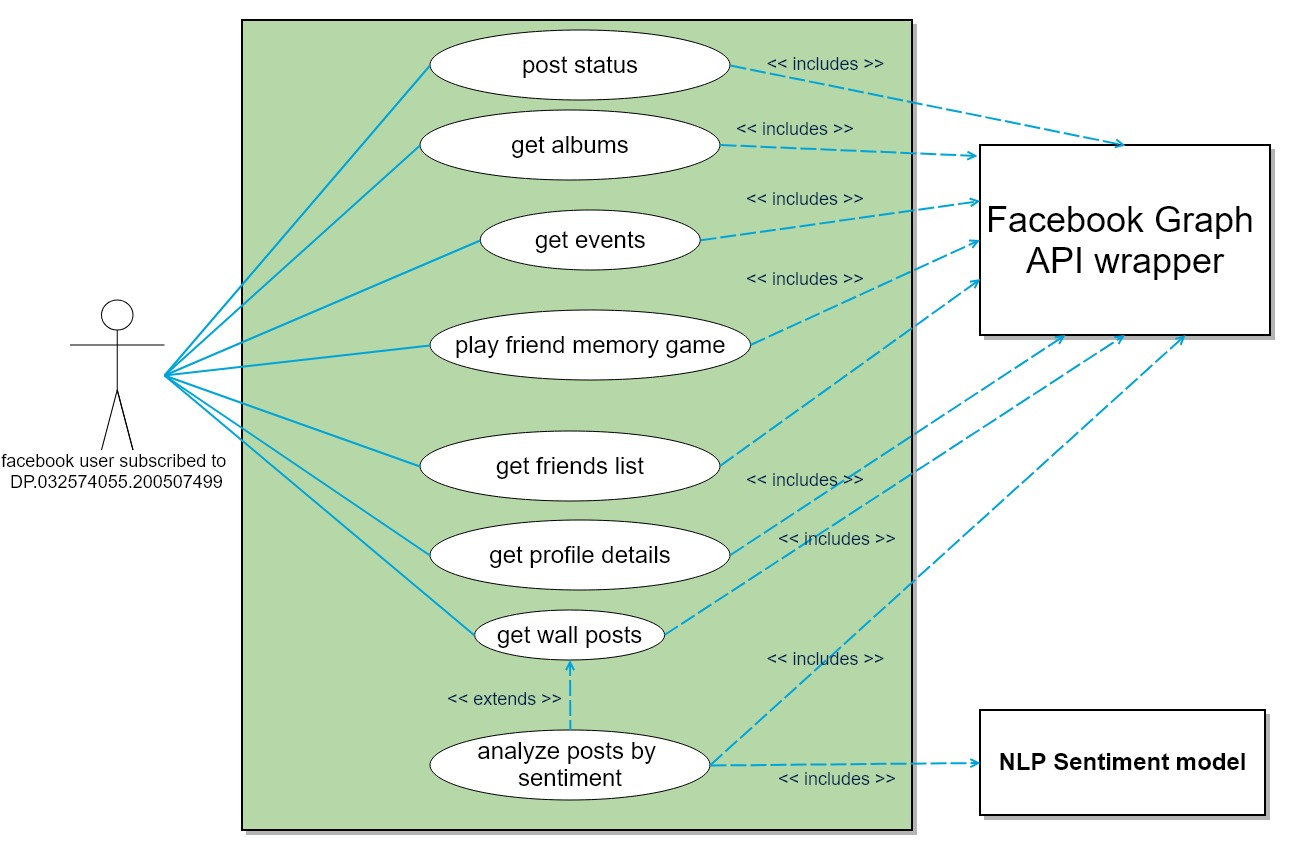 post status
<< includes >>
get albums
<< includes >>
get events
<< includes >>
Facebook Graph
API wrapper
<< includes >>
play friend memory game
facebook user subscribed to
DP.032574055.200507499
get friends list
<< includes >>
<< includes >>
get profile details
get wall posts
<< includes >>
<< extends >>
analyze posts by
sentiment
<< includes >>
NLP Sentiment model